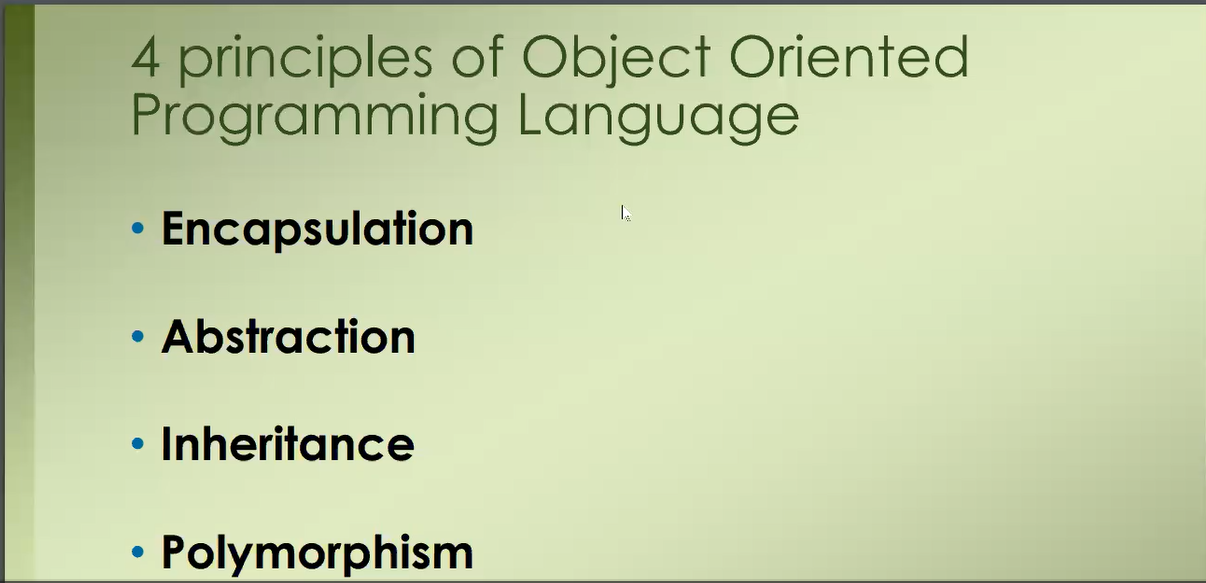 4 principles of Object Oriented
Programming Language
• Encapsulation
• Abstraction
• Inheritance
• Polymorphism